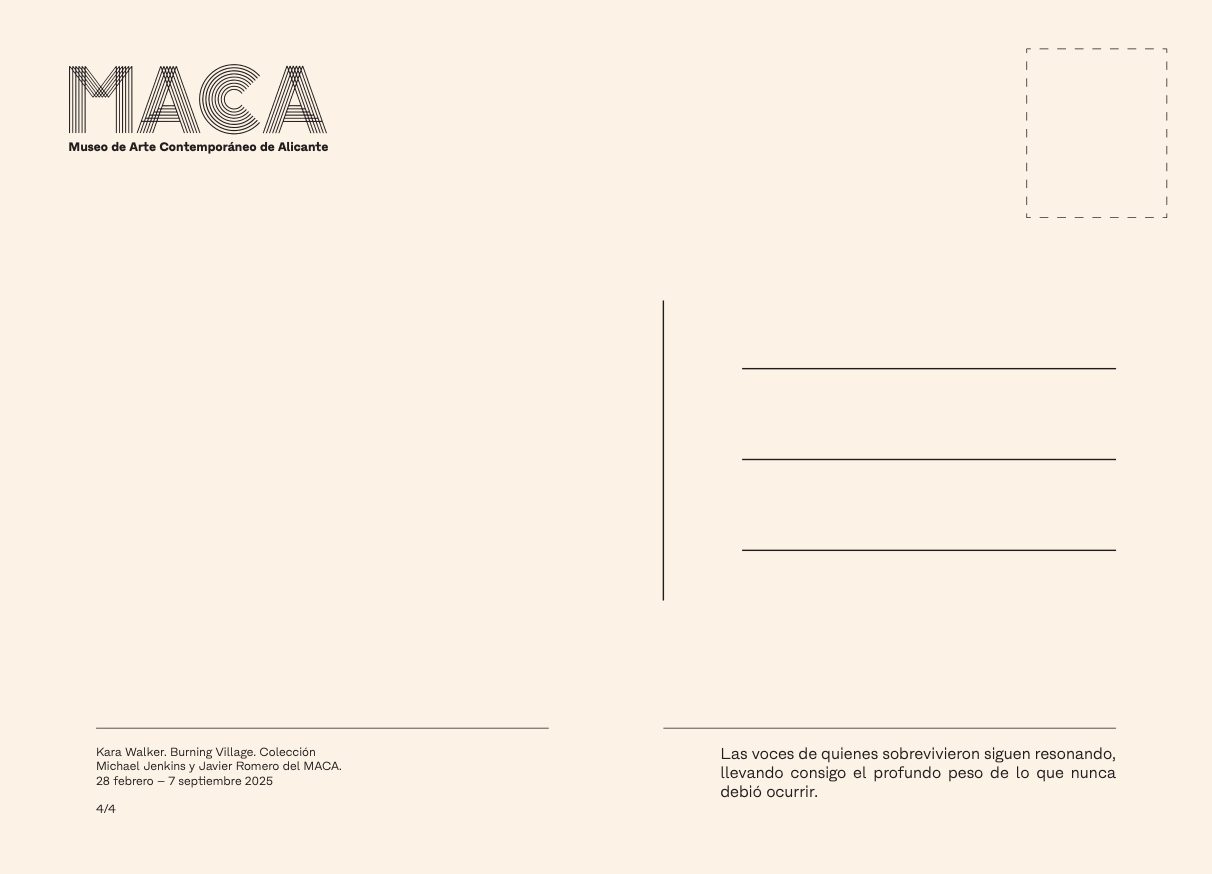 MACA
Museo de Arte Contemporáneo de Alicante
Kara Walker. Burning Village. Colección
Michael Jenkins y Javier Romero del MACA.
28 febrero – 7 septiembre 2025
4/4
Las voces de quienes sobrevivieron siguen resonando,
llevando consigo el profundo peso de lo que nunca
debió ocurrir.